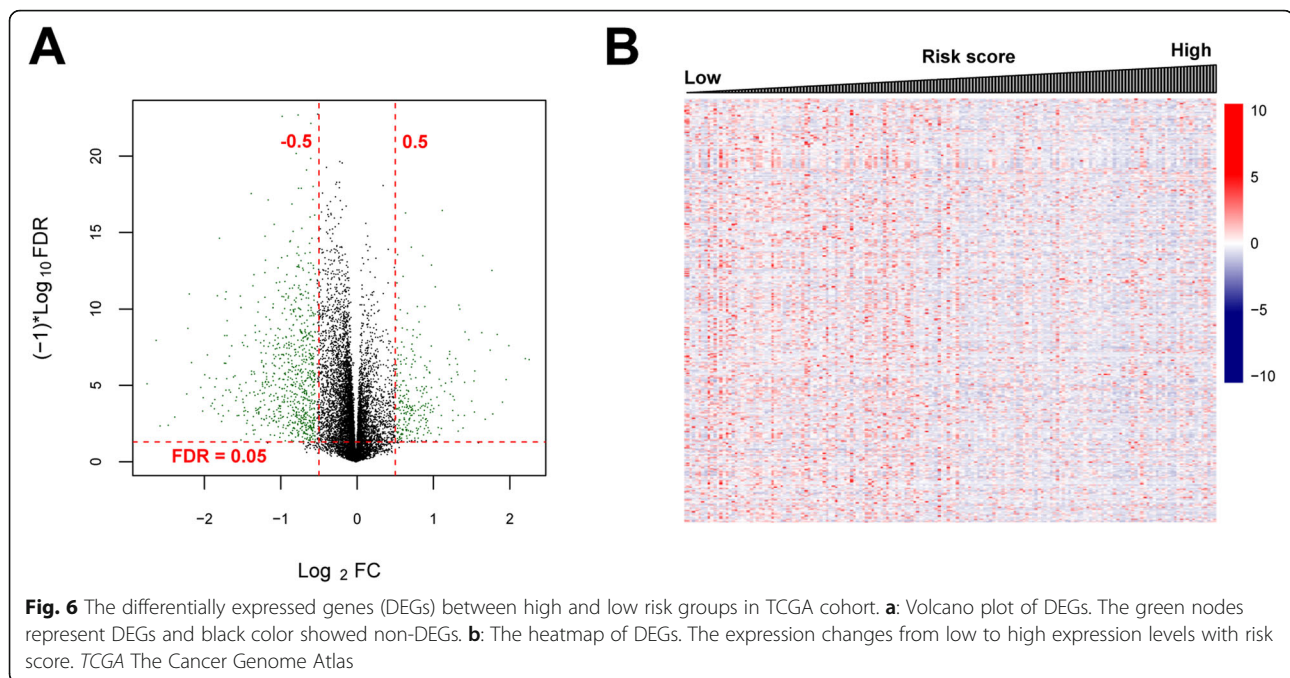 A
-0.5
0.5
20
15
10
5
0
(−1)*Log 10 FDR
FDR = 0.05
−2
−1
0
1
2
Log 2 FC
B
Risk score
Low
High
10
5
0
−5
−10
Fig. 6 The differentially expressed genes (DEGs) between high and low risk groups in TCGA cohort. a: Volcano plot of DEGs. The green nodes
represent DEGs and black color showed non-DEGs. b: The heatmap of DEGs. The expression changes from low to high expression levels with risk
score. TCGA The Cancer Genome Atlas